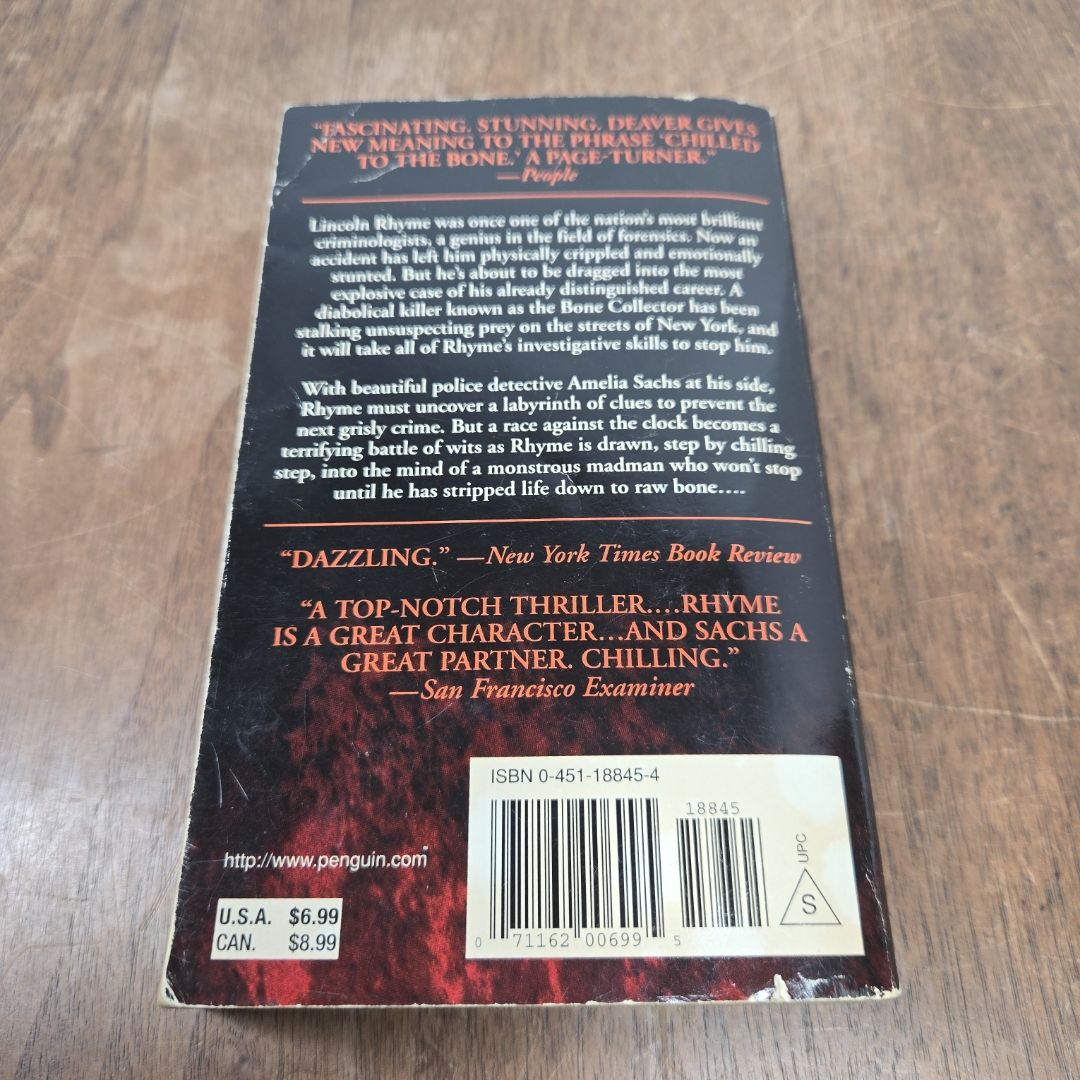 “FASCINATING. STUNNING. DEAVER GIVES
NEW MEANING TO THE PHRASE ‘CHILLED
TO THE BONE.’ A PAGE-TURNER.”
—People
Lincoln Rhyme was once one of the nation's most brilliant
criminologists, a genius in the field of forensics. Now an
accident has left him physically crippled and emotionally
stunted. But he's about to be dragged into the most
explosive case of his already distinguished career. A
diabolical killer known as the Bone Collector has been
stalking unsuspecting prey on the streets of New York, and
it will take all of Rhyme's investigative skills to stop him.
With beautiful police detective Amelia Sachs at his side,
Rhyme must uncover a labyrinth of clues to prevent the
next grisly crime. But a race against the clock becomes a
terrifying battle of wits as Rhyme is drawn, step by chilling
step, into the mind of a monstrous madman who won't stop
until he has stripped life down to raw bone....
“DAZZLING.” —New York Times Book Review
“A TOP-NOTCH THRILLER....RHYME
IS A GREAT CHARACTER...AND SACHS A
GREAT PARTNER. CHILLING.”
—San Francisco Examiner
ISBN 0-451-18845-4
18845
UPC
S
0 71162 00699 5
http://www.penguin.com
U.S.A. $6.99
CAN. $8.99